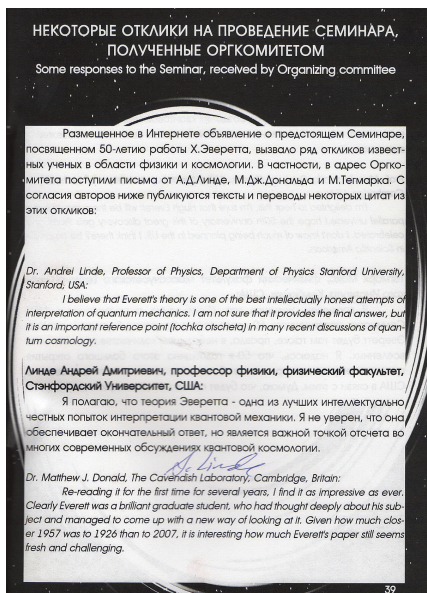 НЕКОТОРЫЕ ОТКЛИКИ НА ПРОВЕДЕНИЕ СЕМИНАРА,
ПОЛУЧЕННЫЕ ОРГКОМИТЕТОМ
Some responses to the Seminar, received by Organizing committee
Размещенное в Интернете объявление о предстоящем Семинаре,
посвященном 50-летию работы Х.Эверетта, вызвало ряд откликов извест-
ных ученых в области физики и космологии. В частности, в адрес Орг-
комитета поступили письма от А.Д.Линде, М.Дж.Дональда и М.Тегмарка. С
согласия авторов ниже публикуются тексты и переводы некоторых цитат из
этих откликов:
Dr. Andrei Linde, Professor of Physics, Department of Physics Stanford University,
Stanford, USA:
I believe that Everett's theory is one of the best intellectually honest attempts of
interpretation of quantum mechanics. I am not sure that it provides the final answer, but
it is an important reference point (tochka otscheta) in many recent discussions of quan-
tum cosmology.
Линде Андрей Дмитриевич, профессор физики, физический факультет,
Стэнфордский Университет, США:
Я полагаю, что теория Эверетта - одна из лучших интеллектуально
честных попыток интерпретации квантовой механики. Я не уверен, что она
обеспечивает окончательный ответ, но является важной точкой отсчета во
многих современных обсуждениях квантовой космологии.
A. Linde
Dr. Matthew J. Donald, The Cavendish Laboratory, Cambridge, Britain:
Re-reading it for the first time for several years, I find it as impressive as ever.
Clearly Everett was a brilliant graduate student, who had thought deeply about his sub-
ject and managed to come up with a new way of looking at it. Given how much clos-
er 1957 was to 1926 than to 2007, it is interesting how much Everett's paper still seems
fresh and challenging.
39